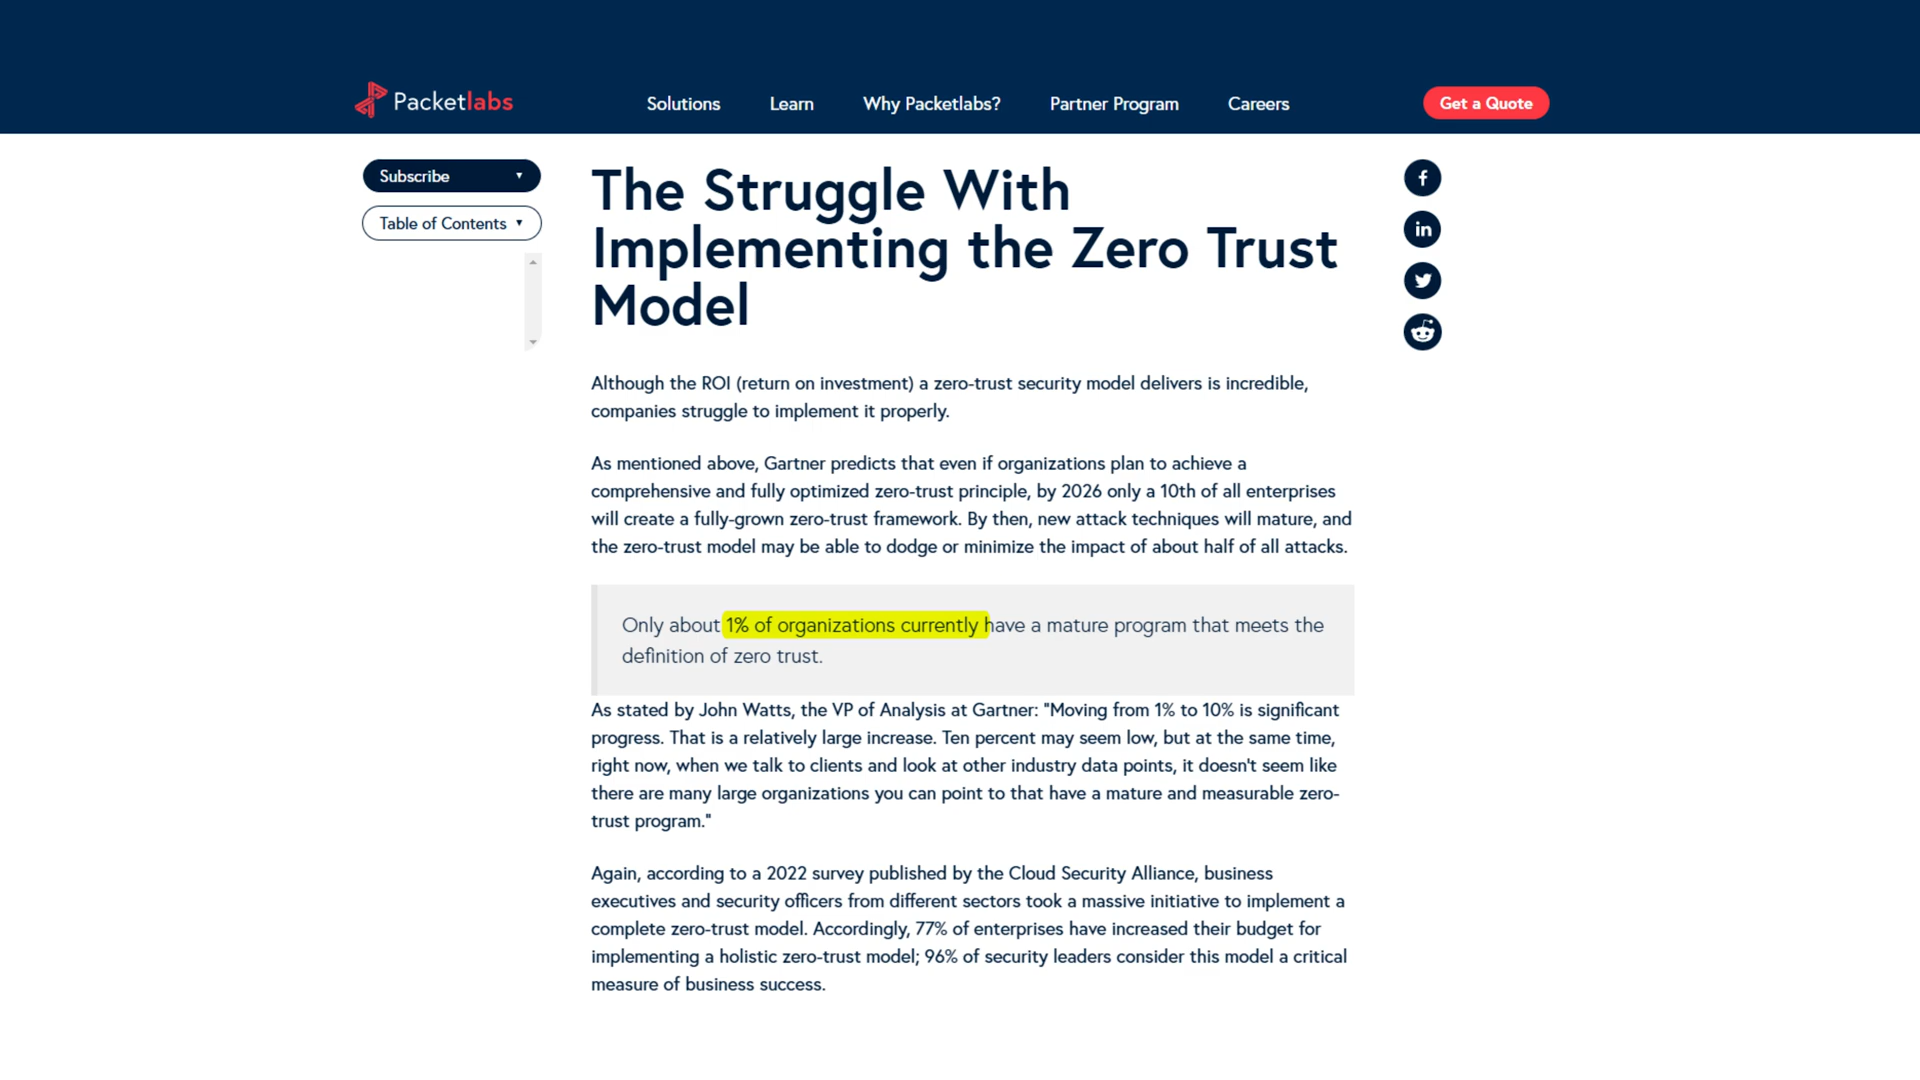 Packetlabs
Solutions
Learn
Why Packetlabs?
Partner Program
Careers
Get a Quote
Subscribe
Table of Contents
The Struggle With
Implementing the Zero Trust
Model
Although the ROI (return on investment) a zero-trust security model delivers is incredible,
companies struggle to implement it properly.
As mentioned above, Gartner predicts that even if organizations plan to achieve a
comprehensive and fully optimized zero-trust principle, by 2026 only a 10th of all enterprises
will create a fully-grown zero-trust framework. By then, new attack techniques will mature, and
the zero-trust model may be able to dodge or minimize the impact of about half of all attacks.
Only about 1% of organizations currently have a mature program that meets the
definition of zero trust.
As stated by John Watts, the VP of Analysis at Gartner: "Moving from 1% to 10% is significant
progress. That is a relatively large increase. Ten percent may seem low, but at the same time,
right now, when we talk to clients and look at other industry data points, it doesn't seem like
there are many large organizations you can point to that have a mature and measurable zero-
trust program."
Again, according to a 2022 survey published by the Cloud Security Alliance, business
executives and security officers from different sectors took a massive initiative to implement a
complete zero-trust model. Accordingly, 77% of enterprises have increased their budget for
implementing a holistic zero-trust model; 96% of security leaders consider this model a critical
measure of business success.